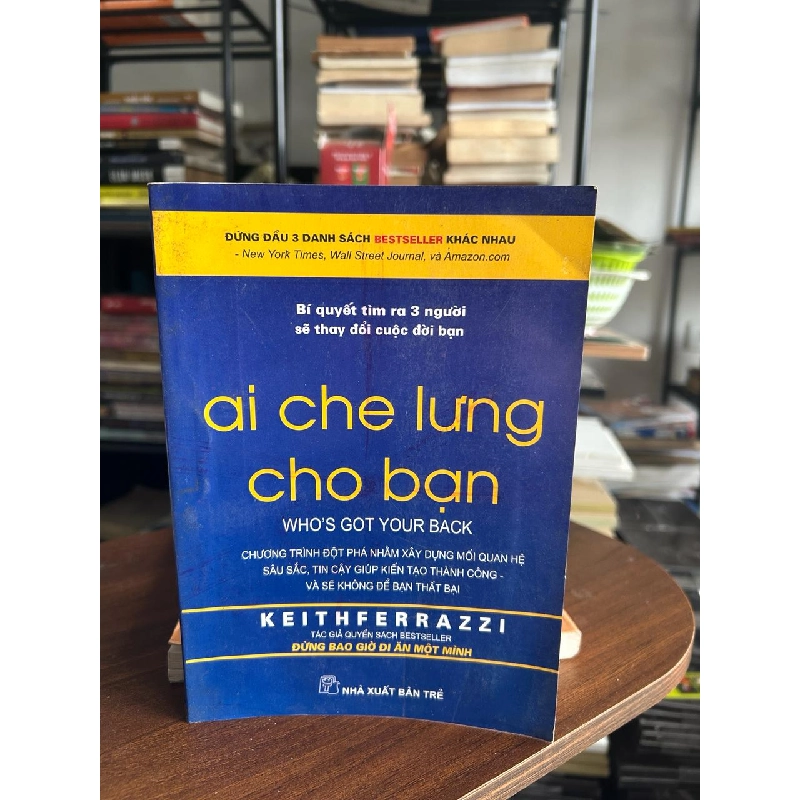 ĐỨNG ĐẦU 3 DANH SÁCH BESTSELLER KHÁC NHAU
- New York Times, Wall Street Journal, và Amazon.com
Bí quyết tìm ra 3 người
sẽ thay đổi cuộc đời bạn
ai che lưng
cho bạn
WHO'S GOT YOUR BACK
CHƯƠNG TRÌNH ĐỘT PHÁ NHẰM XÂY DỰNG MỐI QUAN HỆ
SÂU SẮC, TIN CẬY GIÚP KIẾN TẠO THÀNH CÔNG -
VÀ SẼ KHÔNG ĐỂ BẠN THẤT BẠI
KEITHFERRAZZI
TÁC GIẢ QUYỂN SÁCH BESTSELLER
ĐỪNG BAO GIỜ ĐI ĂN MỘT MÌNH
NHÀ XUẤT BẢN TRẺ